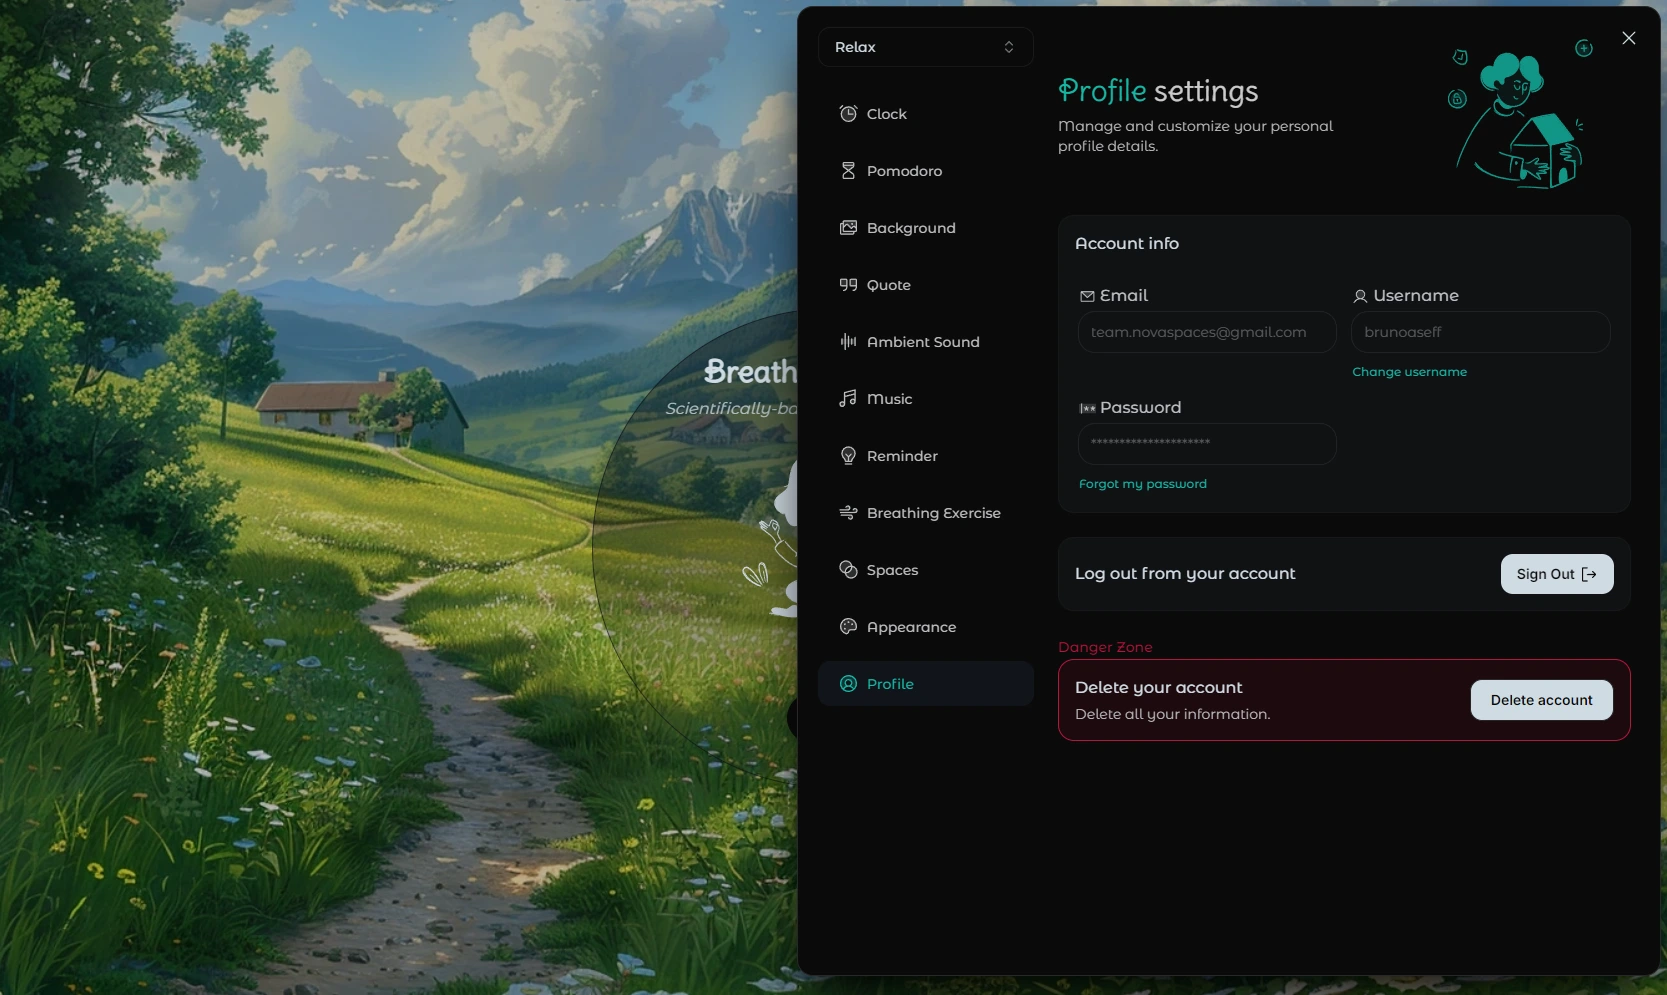 Relax
Clock
Pomodoro
Background
Quote
Ambient Sound
Music
Reminder
Breathing Exercise
Spaces
Appearance
Profile
Profile settings
Manage and customize your personal
profile details.
Account info
Email
Username
team.novaspaces@gmail.com
brunoaseff
Change username
Password
*********************
Forgot my password
Log out from your account
Sign Out
Danger Zone
Delete your account
Delete all your information.
Delete account
Breath
Scientifically-ba